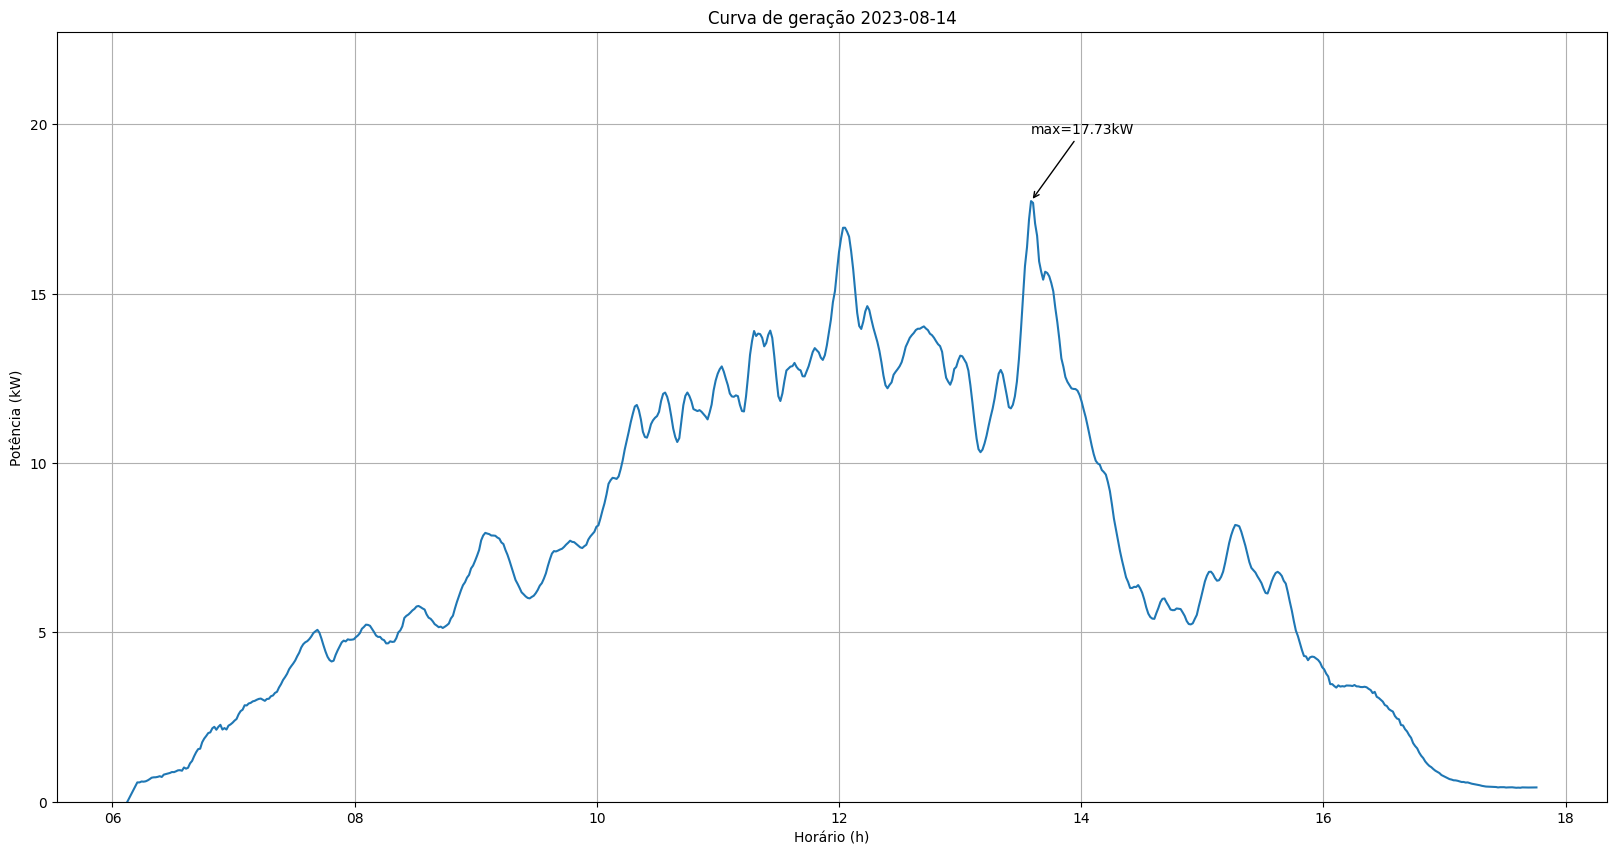 Curva de geração 2023-08-14
max=17.73kW
Potência (kW)
20
15
10
5
0
06 08 10 12 14 16 18
Horário (h)